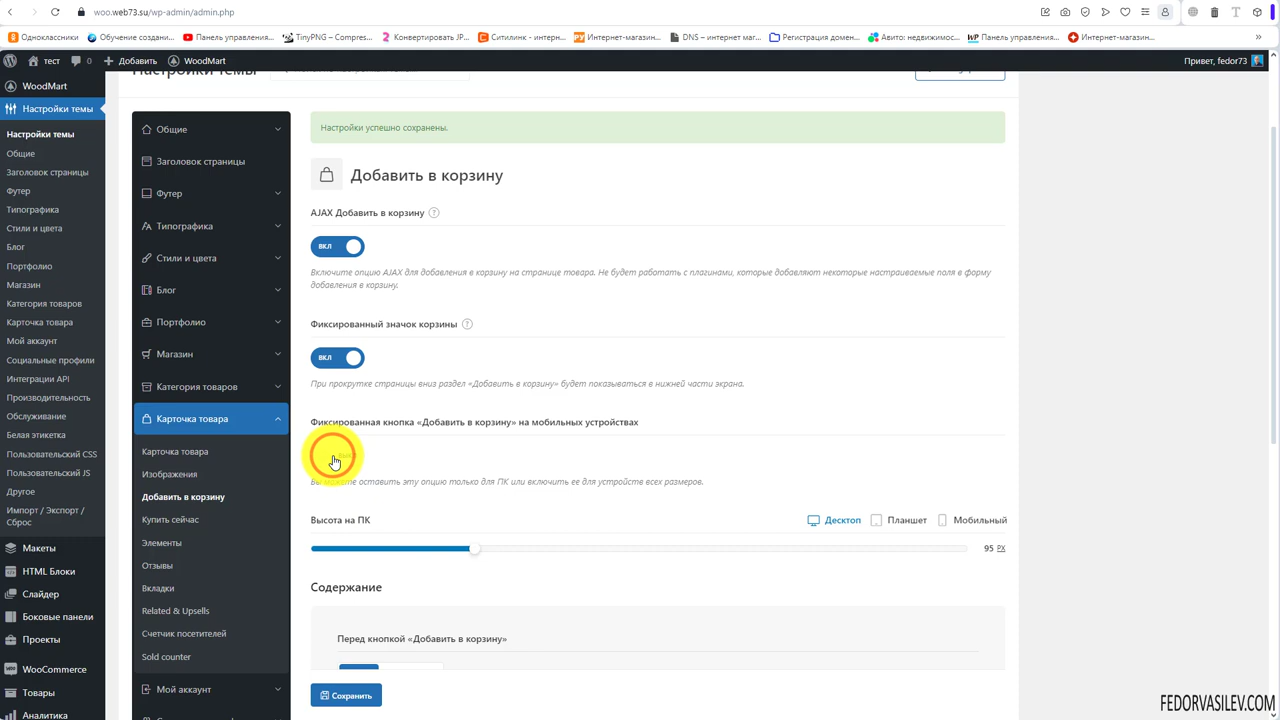 woo.web73.su/wp-admin/admin.php
Одноклассники
Обучение создани...
Панель управления...
TinyPNG – Compres...
Конвертировать JP...
Ситилинк - интерн...
Интернет-магазин...
DNS – интернет маг...
Регистрация домен...
Авито: недвижимос...
Панель управления...
Интернет-магазин...
тест
0
Добавить
WoodMart
Привет, fedor73
WoodMart
Настройки темы
Настройки темы
Общие
Заголовок страницы
Футер
Типографика
Стили и цвета
Блог
Портфолио
Магазин
Категория товаров
Карточка товара
Мой аккаунт
Социальные профили
Интеграции API
Производительность
Обслуживание
Белая этикетка
Пользовательский CSS
Пользовательский JS
Другое
Импорт / Экспорт /
Сброс
Макеты
HTML Блоки
Слайдер
Боковые панели
Проекты
WooCommerce
Товары
Аналитика
Настройки темы
Общие
Заголовок страницы
Футер
Типографика
Стили и цвета
Блог
Портфолио
Магазин
Категория товаров
Карточка товара
Карточка товара
Изображения
Добавить в корзину
Купить сейчас
Элементы
Отзывы
Вкладки
Related & Upsells
Счетчик посетителей
Sold counter
Мой аккаунт
Настройки успешно сохранены.
Добавить в корзину
AJAX Добавить в корзину ?
ВКЛ
Включите опцию AJAX для добавления в корзину на странице товара. Не будет работать с плагинами, которые добавляют некоторые настраиваемые поля в форму
добавления в корзину.
Фиксированный значок корзины ?
ВКЛ
При прокрутке страницы вниз раздел «Добавить в корзину» будет показываться в нижней части экрана.
Фиксированная кнопка «Добавить в корзину» на мобильных устройствах
Вы можете оставить эту опцию только для ПК или включить ее для устройств всех размеров.
Высота на ПК
Десктоп
Планшет
Мобильный
95 PX
Содержание
Перед кнопкой «Добавить в корзину»
Сохранить
FEDORVASILEV.COM